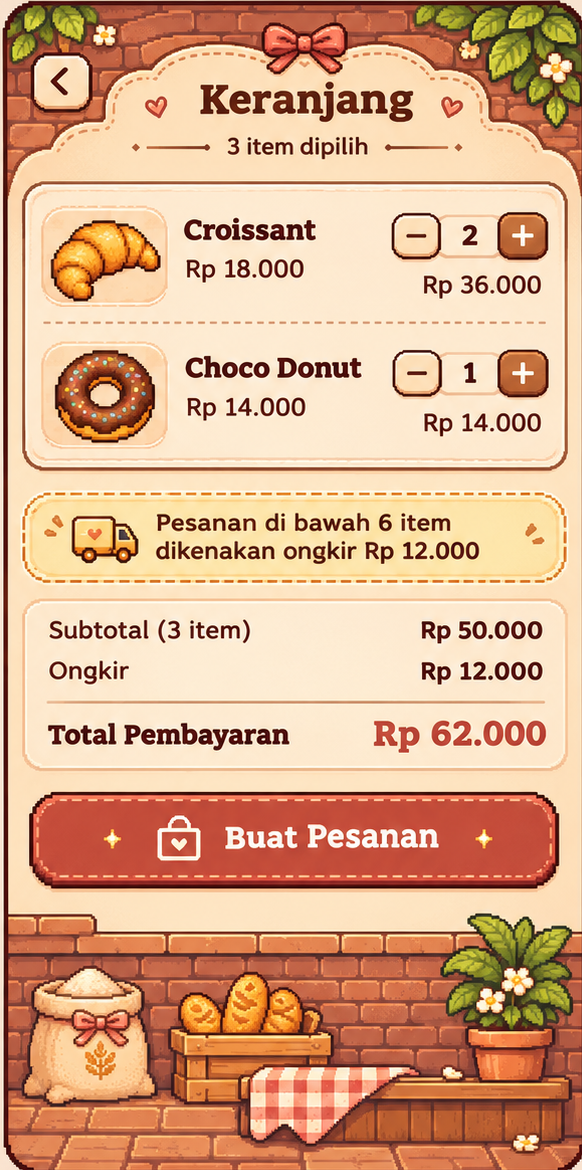 Keranjang
3 item dipilih
Croissant
− 2 +
Rp 18.000
Rp 36.000
Choco Donut
− 1 +
Rp 14.000
Rp 14.000
Pesanan di bawah 6 item
dikenakan ongkir Rp 12.000
Subtotal (3 item) Rp 50.000
Ongkir Rp 12.000
Total Pembayaran Rp 62.000
Buat Pesanan